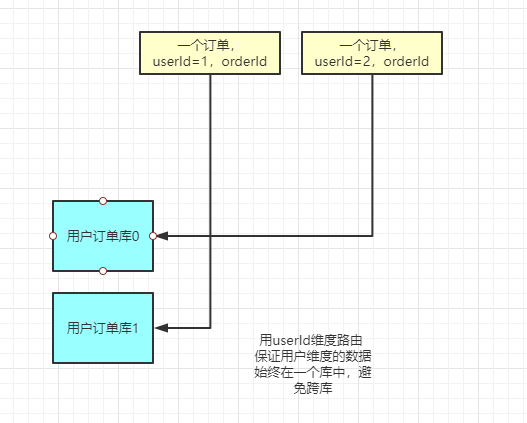 一个订单,
userId=1，orderId
一个订单,
userId=2，orderId
用户订单库0
用户订单库1
用userId维度路由
保证用户维度的数据
始终在一个库中，避
免跨库